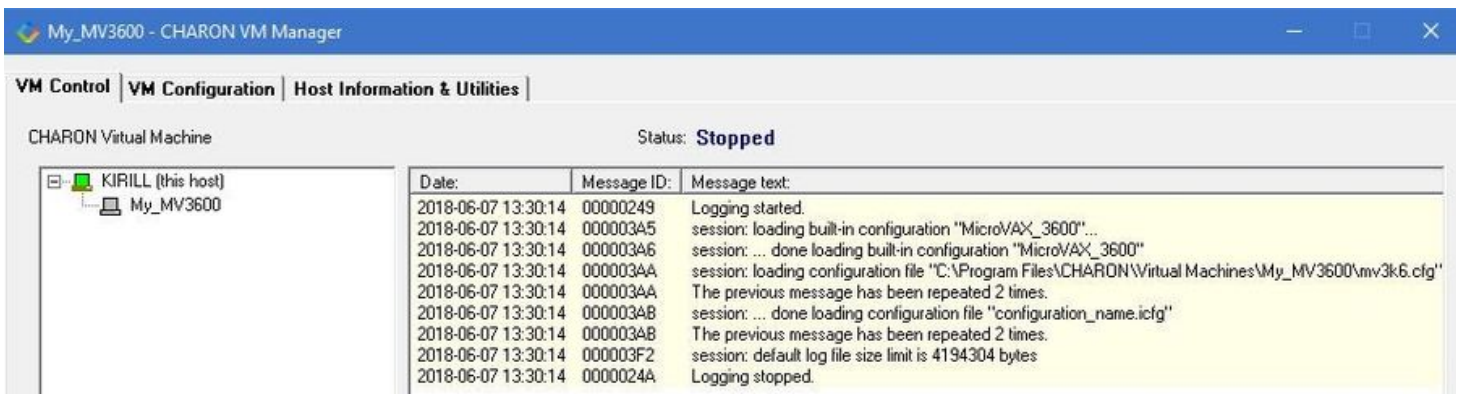 My_MV3600 - CHARON VM Manager
VM Control VM Configuration Host Information & Utilities
CHARON Virtual Machine Status: Stopped
KIRILL (this host)
My_MV3600
Date: Message ID: Message text:
2018-06-07 13:30:14 00000249 Logging started.
2018-06-07 13:30:14 000003A5 session: loading built-in configuration "MicroVAX_3600"...
2018-06-07 13:30:14 000003A6 session: ... done loading built-in configuration "MicroVAX_3600"
2018-06-07 13:30:14 000003AA session: loading configuration file "C:\Program Files\CHARON\Virtual Machines\My_MV3600\mv3k6.cfg"
2018-06-07 13:30:14 000003AA The previous message has been repeated 2 times.
2018-06-07 13:30:14 000003AB session: ... done loading configuration file "configuration_name.icfg"
2018-06-07 13:30:14 000003AB The previous message has been repeated 2 times.
2018-06-07 13:30:14 000003F2 session: default log file size limit is 4194304 bytes
2018-06-07 13:30:14 0000024A Logging stopped.